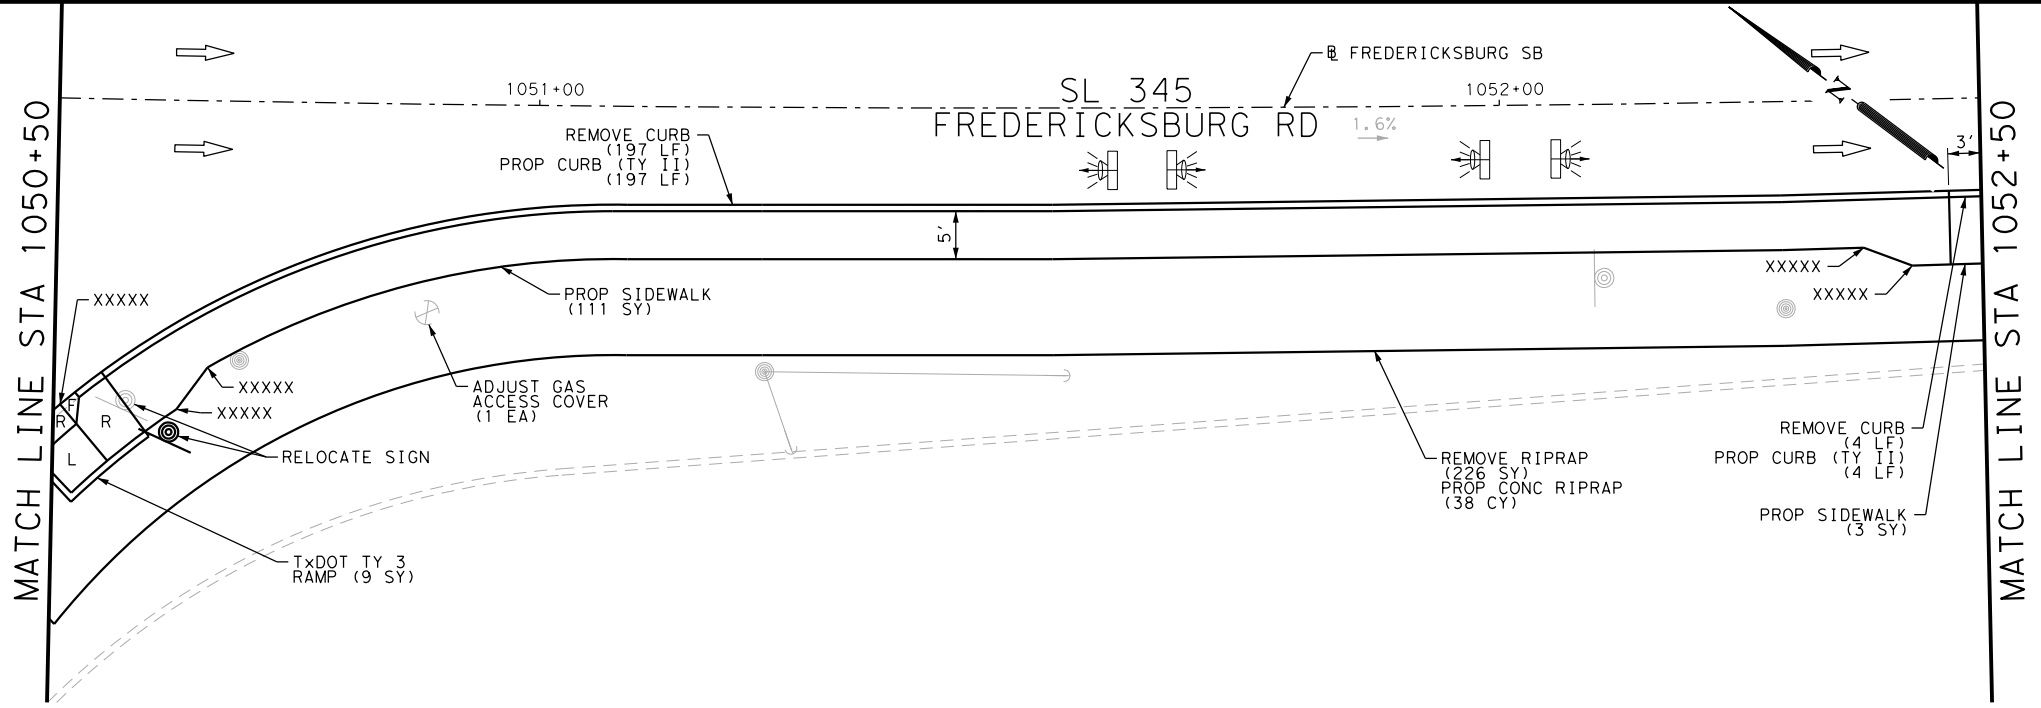 MATCH LINE STA 1050+50
1051+00
SL 345
FREDERICKSBURG RD
1.6%
℄ FREDERICKSBURG SB
1052+00
N
3'
MATCH LINE STA 1052+50
REMOVE CURB
(197 LF)
PROP CURB (TY II)
(197 LF)
5'
XXXXX
PROP SIDEWALK
(111 SY)
XXXXX
XXXXX
XXXXX
XXXXX
F
R
R
L
ADJUST GAS
ACCESS COVER
(1 EA)
RELOCATE SIGN
TxDOT TY 3
RAMP (9 SY)
REMOVE RIPRAP
(226 SY)
PROP CONC RIPRAP
(38 CY)
REMOVE CURB
(4 LF)
PROP CURB (TY II)
(4 LF)
PROP SIDEWALK
(3 SY)